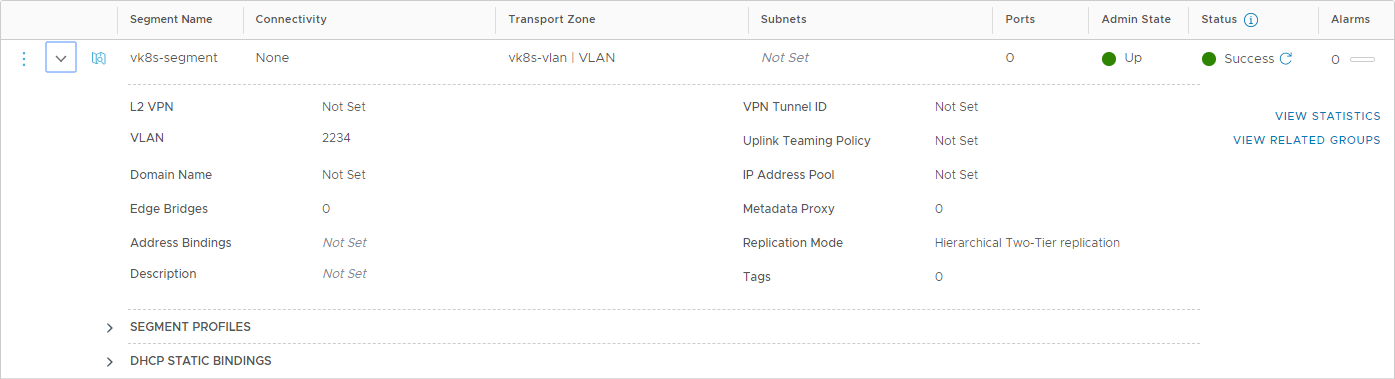 Segment Name Connectivity Transport Zone Subnets Ports Admin State Status Alarms
vk8s-segment None vk8s-vlan | VLAN Not Set 0 Up Success 0
L2 VPN Not Set VPN Tunnel ID Not Set
VIEW STATISTICS
VLAN 2234 Uplink Teaming Policy Not Set VIEW RELATED GROUPS
Domain Name Not Set IP Address Pool Not Set
Edge Bridges 0 Metadata Proxy 0
Address Bindings Not Set Replication Mode Hierarchical Two-Tier replication
Description Not Set Tags 0
SEGMENT PROFILES
DHCP STATIC BINDINGS